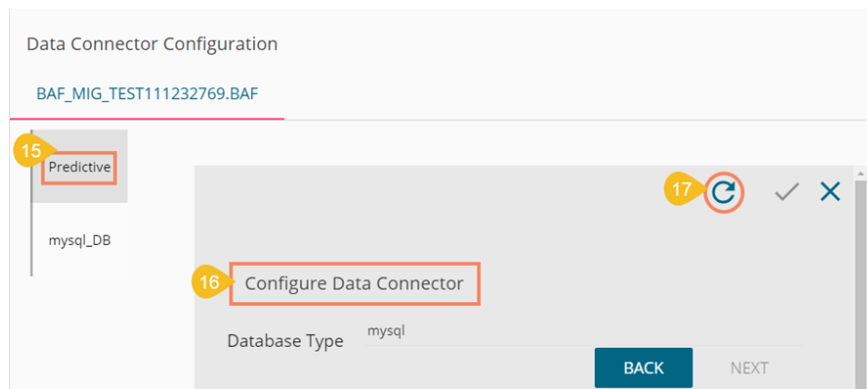 Data Connector Configuration
BAF_MIG_TEST111232769.BAF
15
Predictive
17
mysql_DB
16
Configure Data Connector
Database Type
mysql
BACK
NEXT